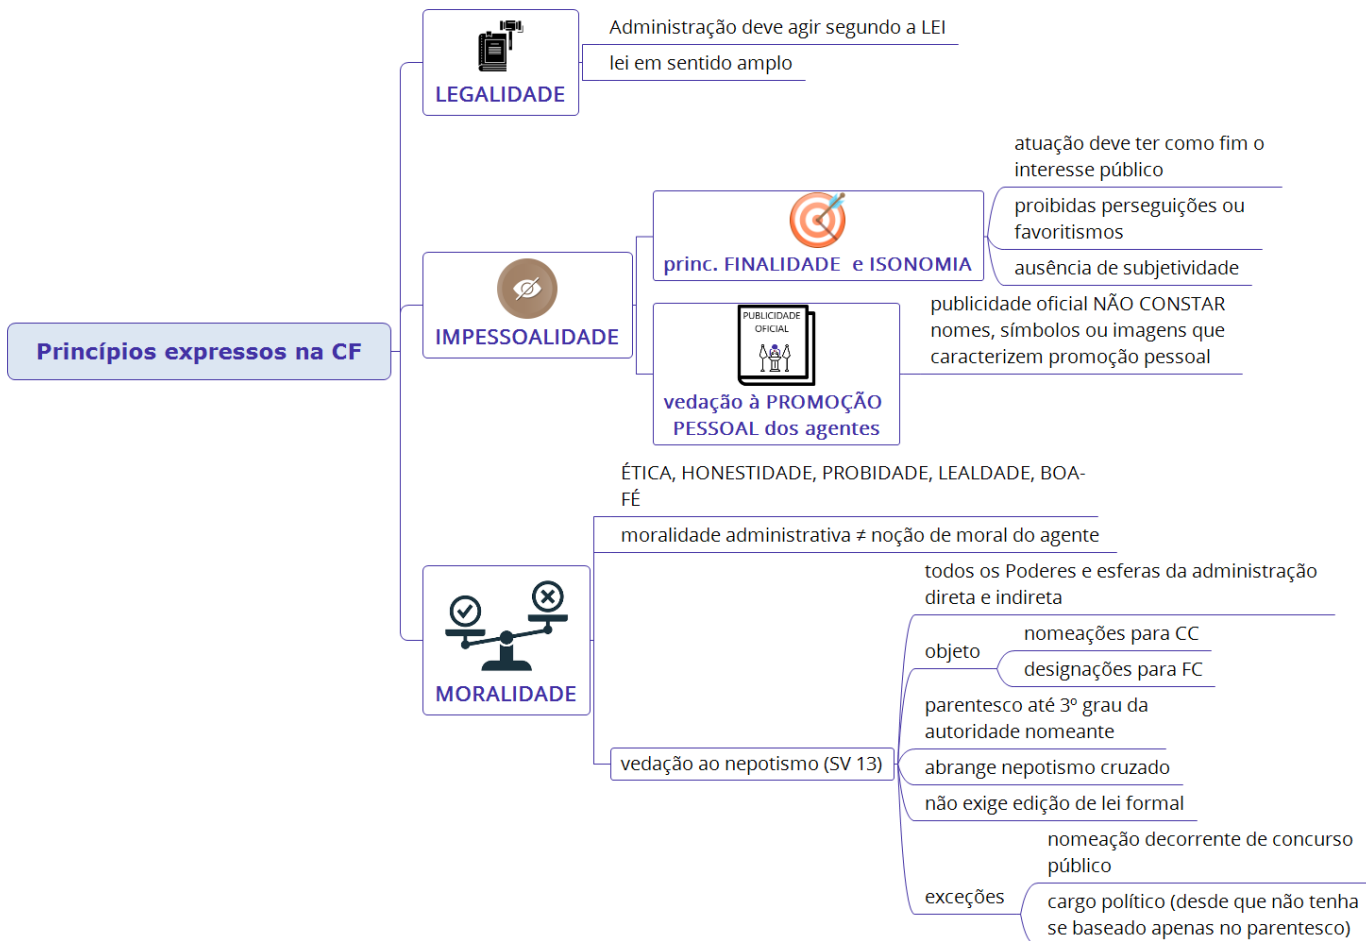 Princípios expressos na CF
LEGALIDADE
Administração deve agir segundo a LEI
lei em sentido amplo
IMPESSOALIDADE
princ. FINALIDADE e ISONOMIA
atuação deve ter como fim o
interesse público
proibidas perseguições ou
favoritismos
ausência de subjetividade
PUBLICIDADE
OFICIAL
vedação à PROMOÇÃO
PESSOAL dos agentes
publicidade oficial NÃO CONSTAR
nomes, símbolos ou imagens que
caracterizem promoção pessoal
MORALIDADE
ÉTICA, HONESTIDADE, PROBIDADE, LEALDADE, BOA-
FÉ
moralidade administrativa ≠ noção de moral do agente
vedação ao nepotismo (SV 13)
todos os Poderes e esferas da administração
direta e indireta
objeto
nomeações para CC
designações para FC
parentesco até 3º grau da
autoridade nomeante
abrange nepotismo cruzado
não exige edição de lei formal
exceções
nomeação decorrente de concurso
público
cargo político (desde que não tenha
se baseado apenas no parentesco)